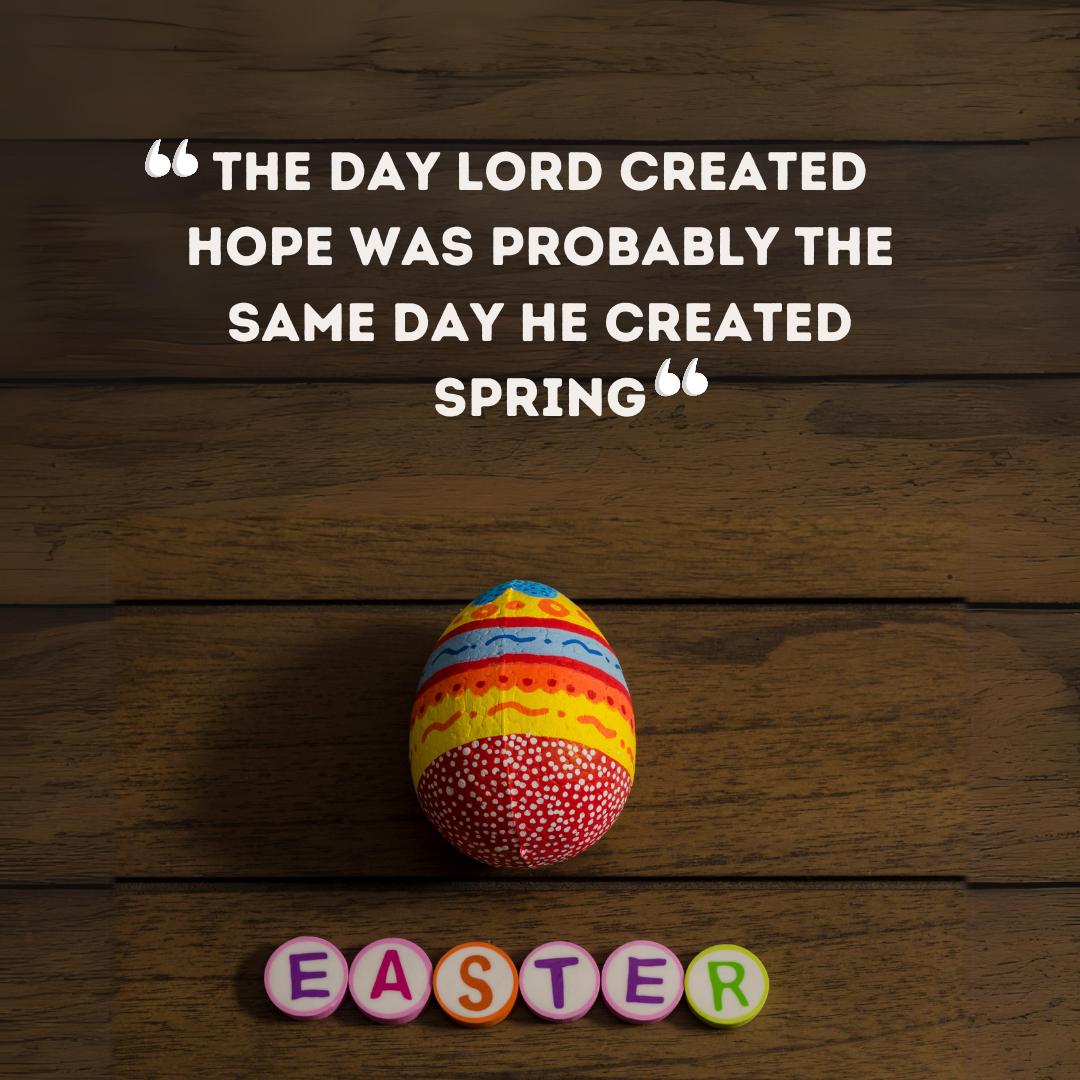 ❝ THE DAY LORD CREATED
HOPE WAS PROBABLY THE
SAME DAY HE CREATED
SPRING ❝
EASTER